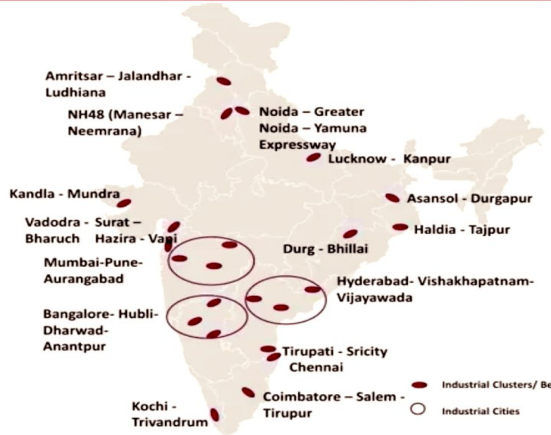 Amritsar – Jalandhar -
Ludhiana
NH48 (Manesar –
Neemrana)
Noida – Greater
Noida – Yamuna
Expressway
Lucknow - Kanpur
Kandla - Mundra
Asansol - Durgapur
Vadodra - Surat –
Bharuch Hazira - Vapi
Haldia - Tajpur
Durg - Bhillai
Mumbai-Pune-
Aurangabad
Hyderabad- Vishakhapatnam-
Vijayawada
Bangalore- Hubli-
Dharwad-
Anantpur
Tirupati - Sricity
Chennai
Coimbatore – Salem -
Tirupur
Kochi -
Trivandrum
Industrial Clusters/ Be
Industrial Cities